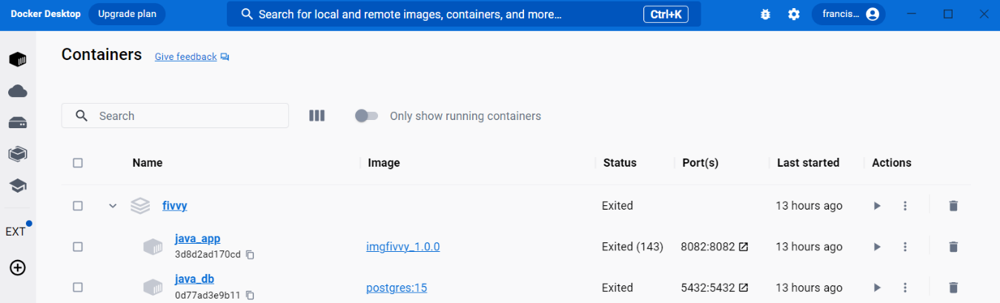 Docker Desktop Upgrade plan Search for local and remote images, containers, and more... Ctrl+K francis...
Containers Give feedback
Search Only show running containers
Name Image Status Port(s) Last started Actions
fivvy Exited 13 hours ago
java_app imgfivvy_1.0.0 Exited (143) 8082:8082 13 hours ago
3d8d2ad170cd
java_db postgres:15 Exited 5432:5432 13 hours ago
0d77ad3e9b11
EXT